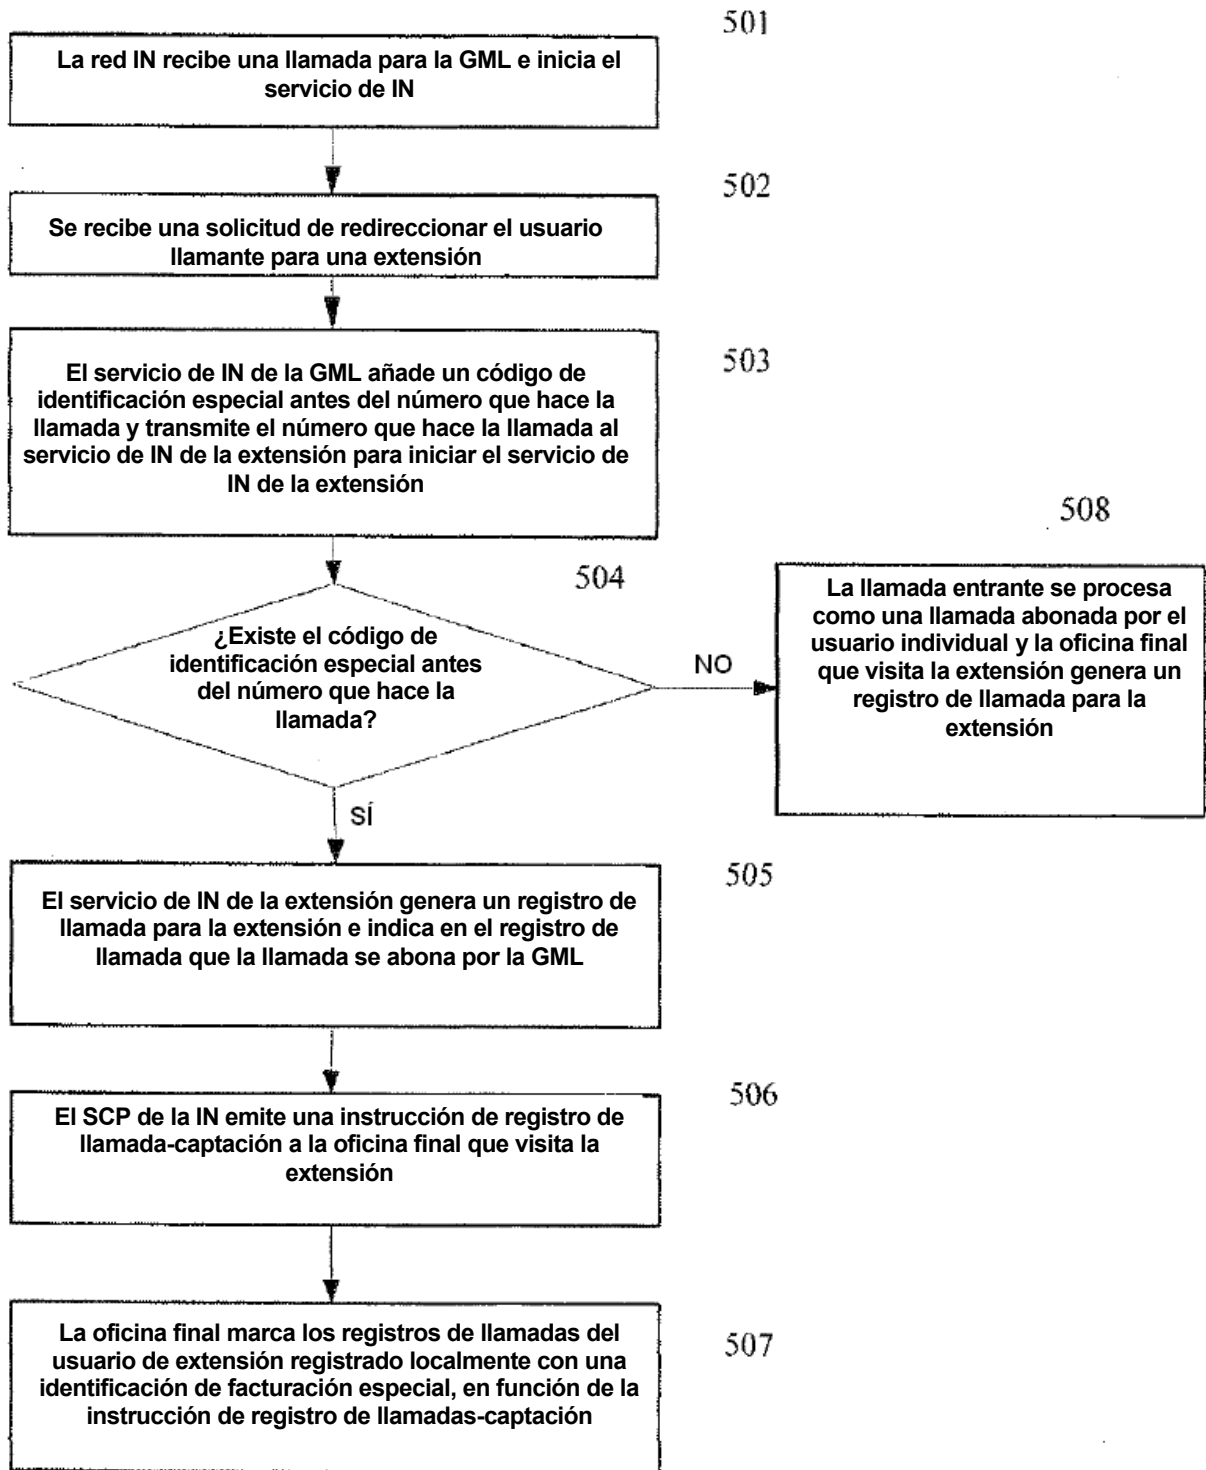 501
La red IN recibe una llamada para la GML e inicia el
servicio de IN
502
Se recibe una solicitud de redireccionar el usuario
llamante para una extensión
503
El servicio de IN de la GML añade un código de
identificación especial antes del número que hace la
llamada y transmite el número que hace la llamada al
servicio de IN de la extensión para iniciar el servicio de
IN de la extensión
504
¿Existe el código de
identificación especial antes
del número que hace la
llamada?
NO
508
La llamada entrante se procesa
como una llamada abonada por el
usuario individual y la oficina final
que visita la extensión genera un
registro de llamada para la
extensión
SÍ
505
El servicio de IN de la extensión genera un registro de
llamada para la extensión e indica en el registro de
llamada que la llamada se abona por la GML
506
El SCP de la IN emite una instrucción de registro de
llamada-captación a la oficina final que visita la
extensión
507
La oficina final marca los registros de llamadas del
usuario de extensión registrado localmente con una
identificación de facturación especial, en función de la
instrucción de registro de llamadas-captación